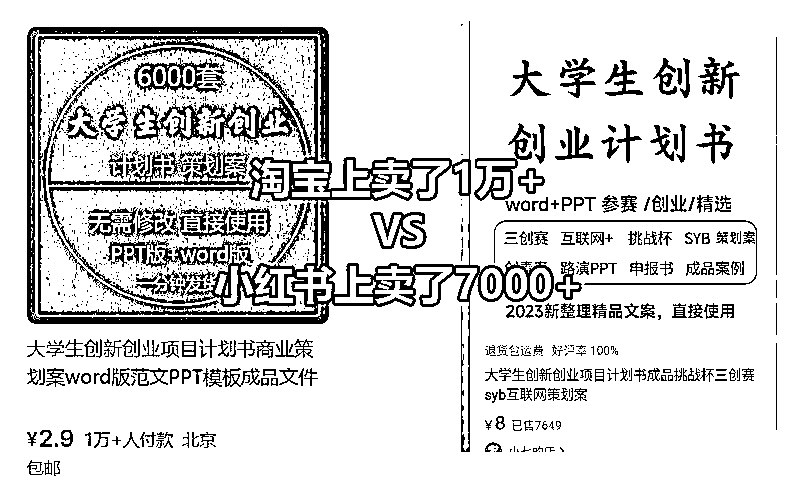 6000套
大学生创新创业
计划书 策划案
无需修改 直接使用
PPT版+word版
一分钟发货
大学生创新创业项目计划书商业策
划案word版范文PPT模板成品文件
¥2.9 1万+人付款 北京
包邮
淘宝上卖了1万+
VS
小红书上卖了7000+
大学生创新
创业计划书
word+PPT 参赛 /创业/精选
三创赛 互联网+ 挑战杯 SYB 策划案
路演PPT 申报书 成品案例
2023新整理精品文案，直接使用
退货包运费 好评率 100%
大学生创新创业项目计划书成品挑战杯三创赛
syb互联网策划案
¥8 已售7649